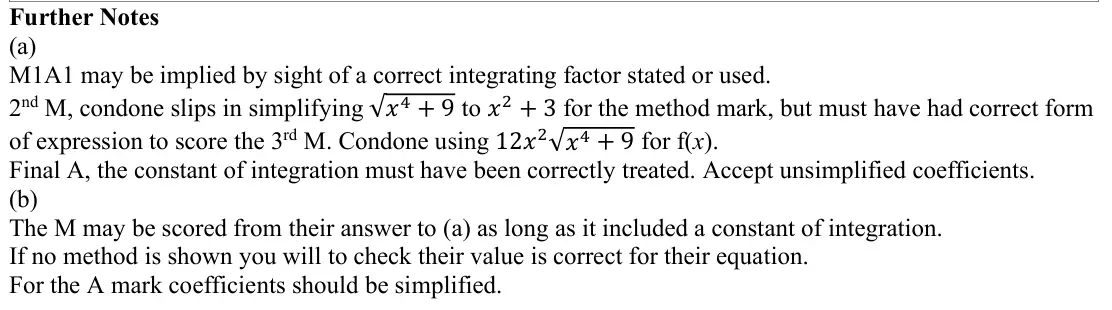 Further Notes
(a)
M1A1 may be implied by sight of a correct integrating factor stated or used.
2nd M, condone slips in simplifying √(x⁴ + 9) to x² + 3 for the method mark, but must have had correct form
of expression to score the 3rd M. Condone using 12x²√(x⁴ + 9) for f(x).
Final A, the constant of integration must have been correctly treated. Accept unsimplified coefficients.
(b)
The M may be scored from their answer to (a) as long as it included a constant of integration.
If no method is shown you will to check their value is correct for their equation.
For the A mark coefficients should be simplified.